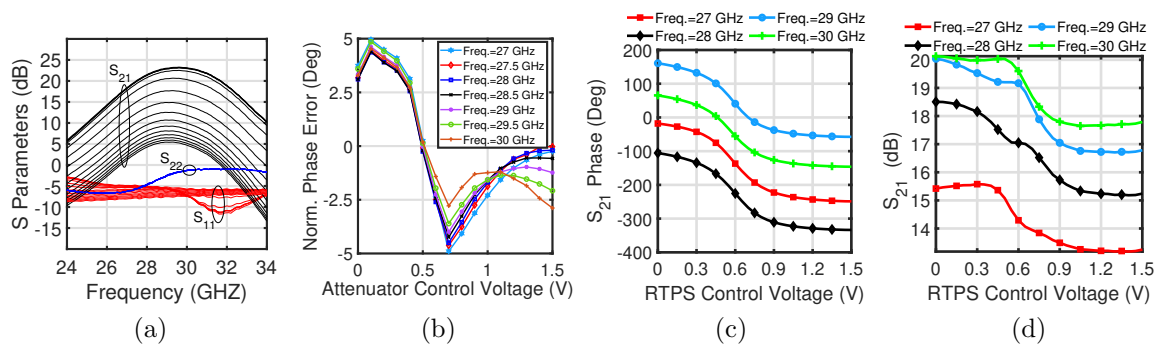 S Parameters (dB)
25
20
15
10
5
0
-5
-10
-15
S21
S22
S11
24 26 28 30 32 34
Frequency (GHZ)
(a)
Norm. Phase Error (Deg)
5
2.5
0
-2.5
-5
Freq.=27 GHz
Freq.=27.5 GHz
Freq.=28 GHz
Freq.=28.5 GHz
Freq.=29 GHz
Freq.=29.5 GHz
Freq.=30 GHz
0 0.5 1.0 1.5
Attenuator Control Voltage (V)
(b)
Freq.=27 GHz Freq.=29 GHz
Freq.=28 GHz Freq.=30 GHz
S21 Phase (Deg)
200
100
0
-100
-200
-300
-400
0 0.3 0.6 0.9 1.2 1.5
RTPS Control Voltage (V)
(c)
Freq.=27 GHz Freq.=29 GHz
Freq.=28 GHz Freq.=30 GHz
S21 (dB)
20
19
18
17
16
15
14
0 0.3 0.6 0.9 1.2 1.5
RTPS Control Voltage (V)
(d)